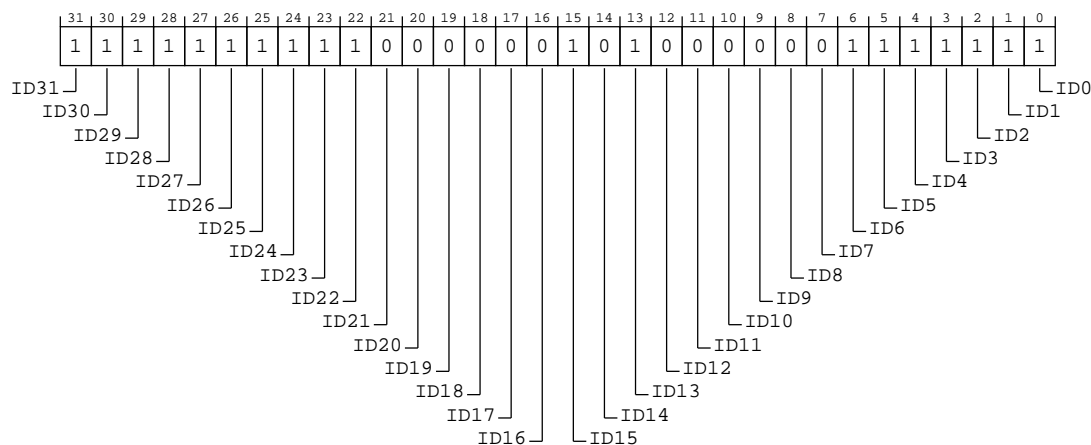 31 30 29 28 27 26 25 24 23 22 21 20 19 18 17 16 15 14 13 12 11 10 9 8 7 6 5 4 3 2 1 0
1 1 1 1 1 1 1 1 1 1 0 0 0 0 0 0 1 0 1 0 0 0 0 0 0 1 1 1 1 1 1 1
ID31 ID0
ID30 ID1
ID29 ID2
ID28 ID3
ID27 ID4
ID26 ID5
ID25 ID6
ID24 ID7
ID23 ID8
ID22 ID9
ID21 ID10
ID20 ID11
ID19 ID12
ID18 ID13
ID17 ID14
ID16 ID15